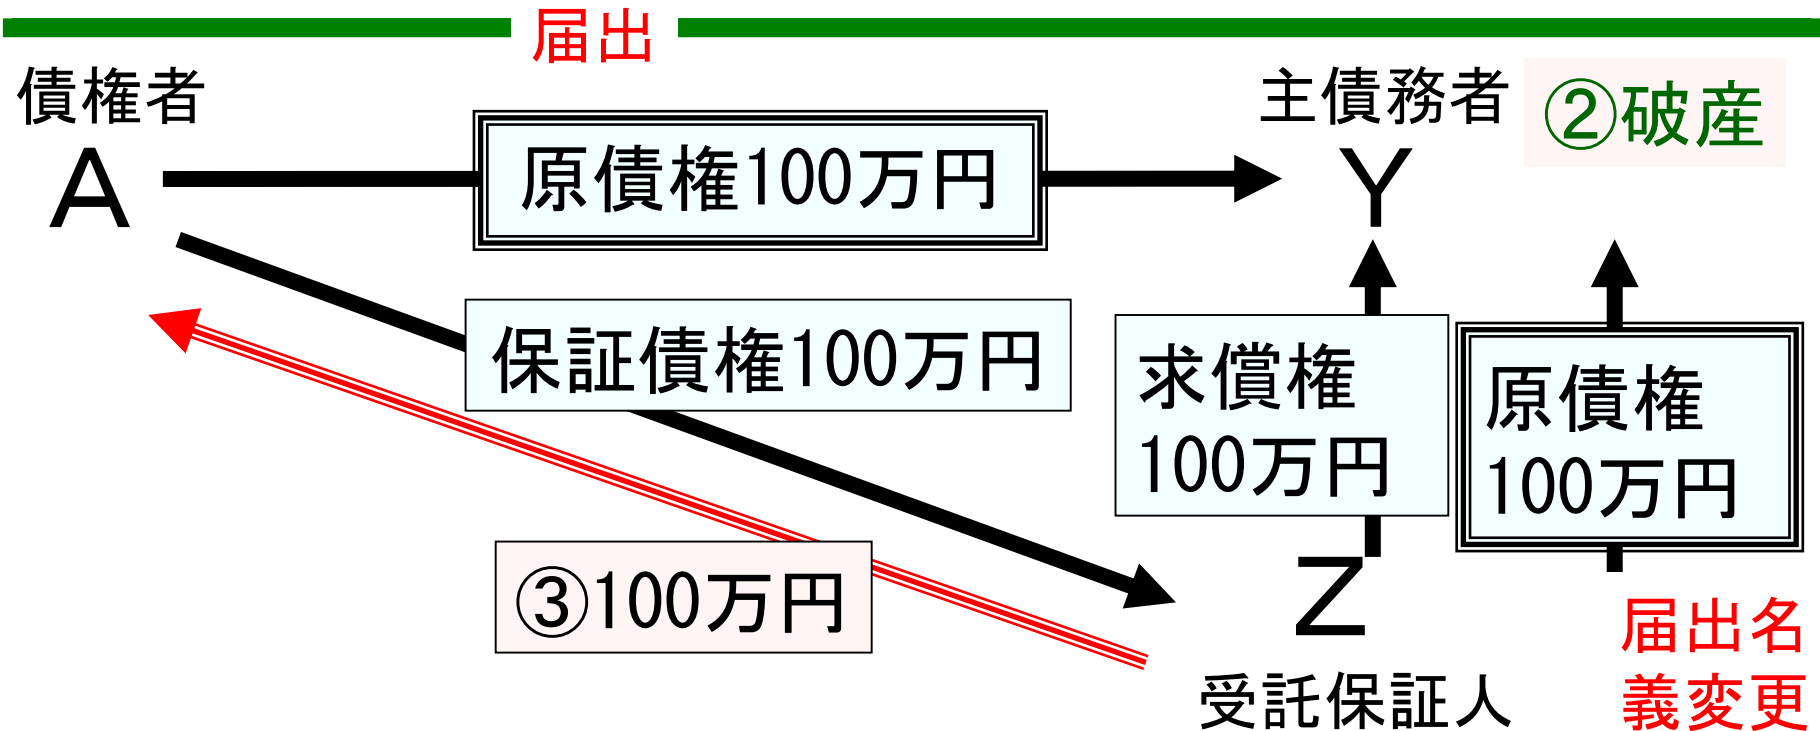 届出
債権者
主債務者
②破産
A
原債権100万円
Y
保証債権100万円
求償権
100万円
原債権
100万円
③100万円
Z
受託保証人
届出名
義変更